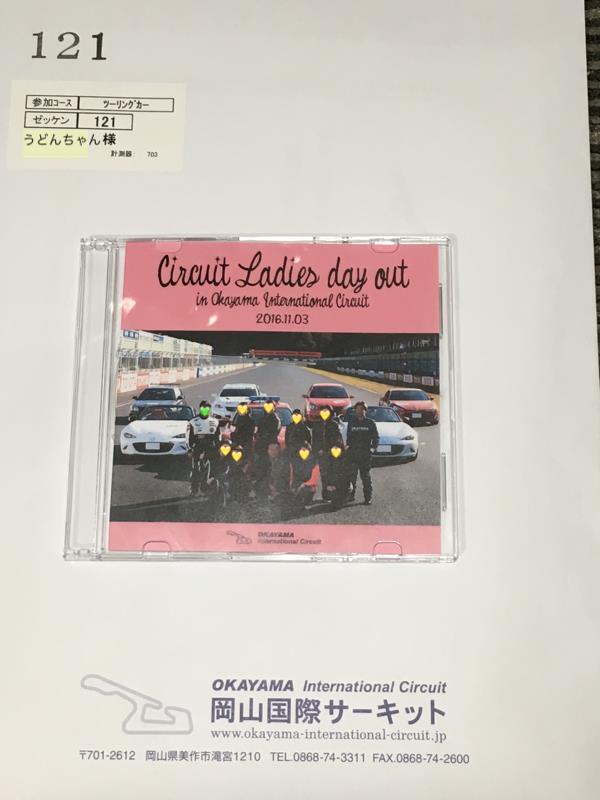 121
参加コース ツーリングカー
ゼッケン 121
うどんちゃん様
計測器: 703
Circuit Ladies day out
in Okayama International Circuit
2016.11.03
OKAYAMA
International Circuit
OKAYAMA International Circuit
岡山国際サーキット
www.okayama-international-circuit.jp
〒701-2612 岡山県美作市滝宮1210 TEL.0868-74-3311 FAX.0868-74-2600